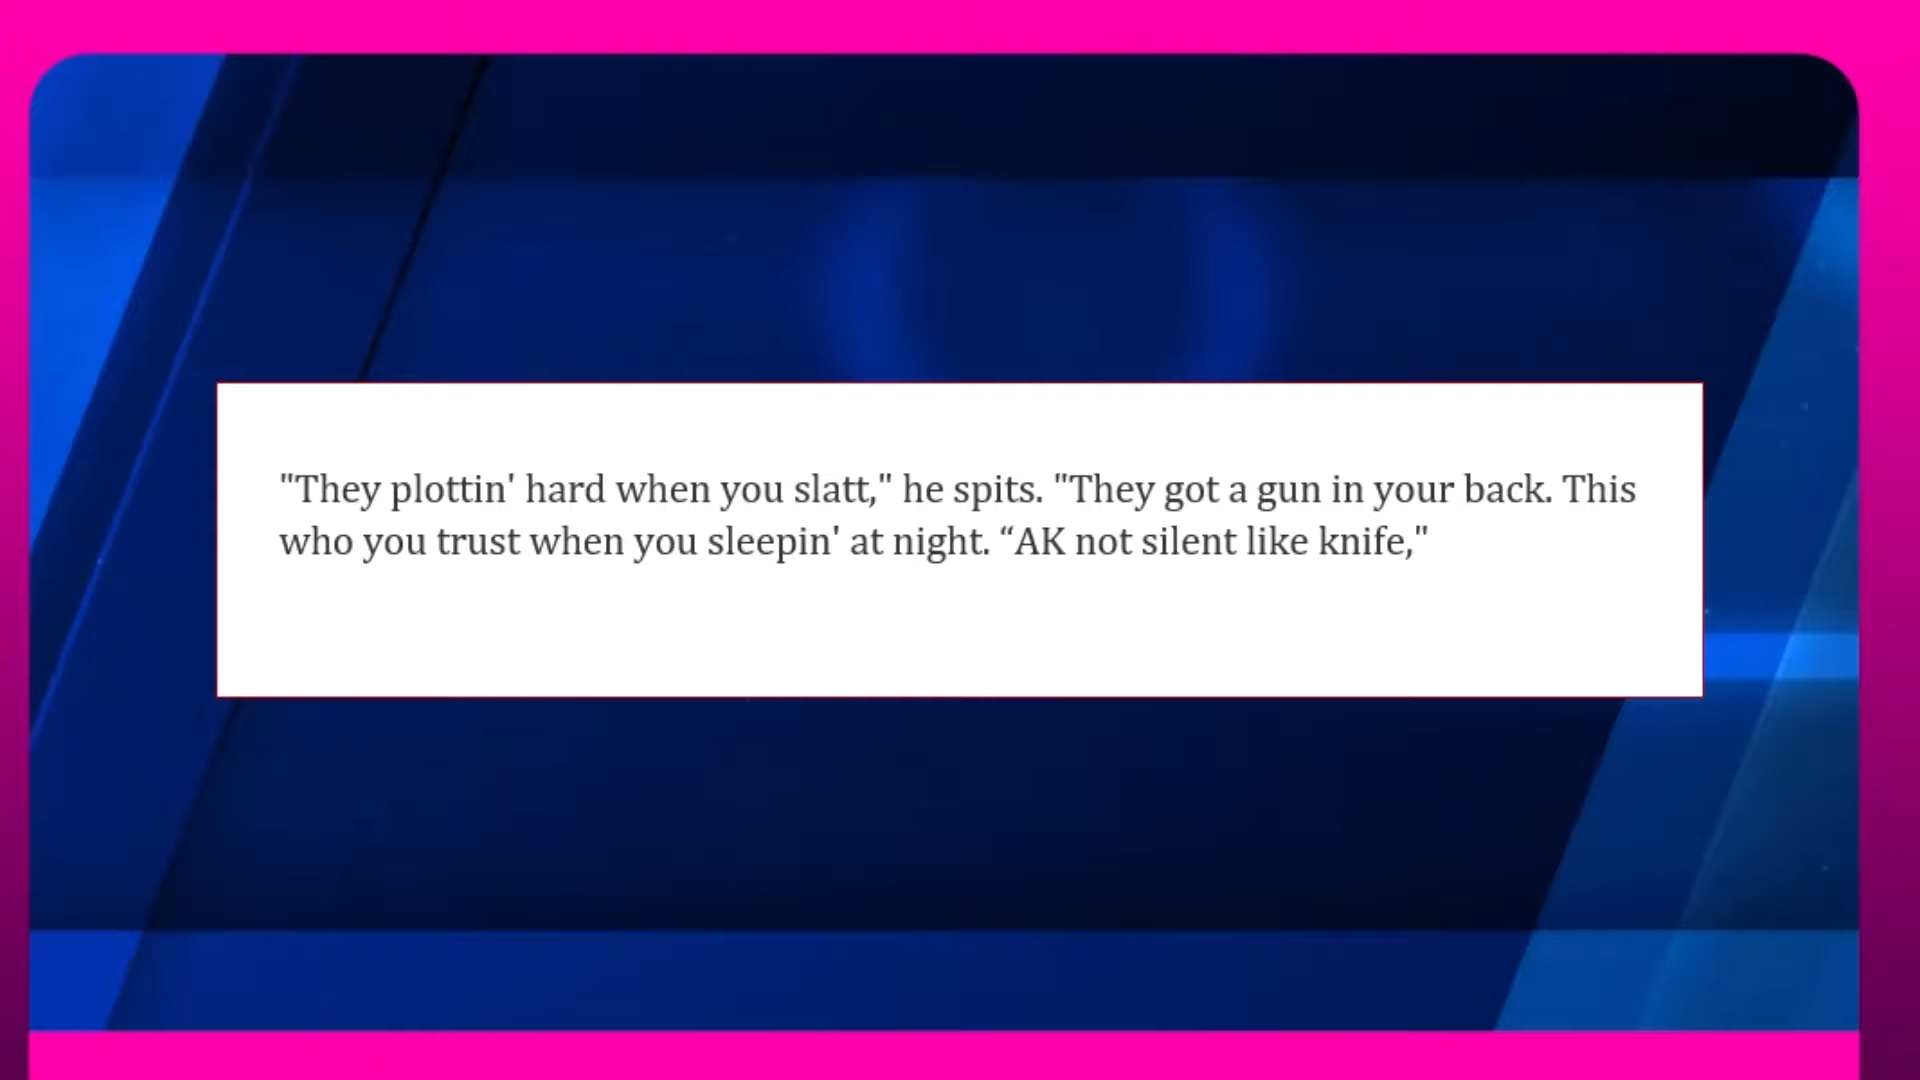 "They plottin' hard when you slatt," he spits. "They got a gun in your back. This
who you trust when you sleepin' at night. “AK not silent like knife,"